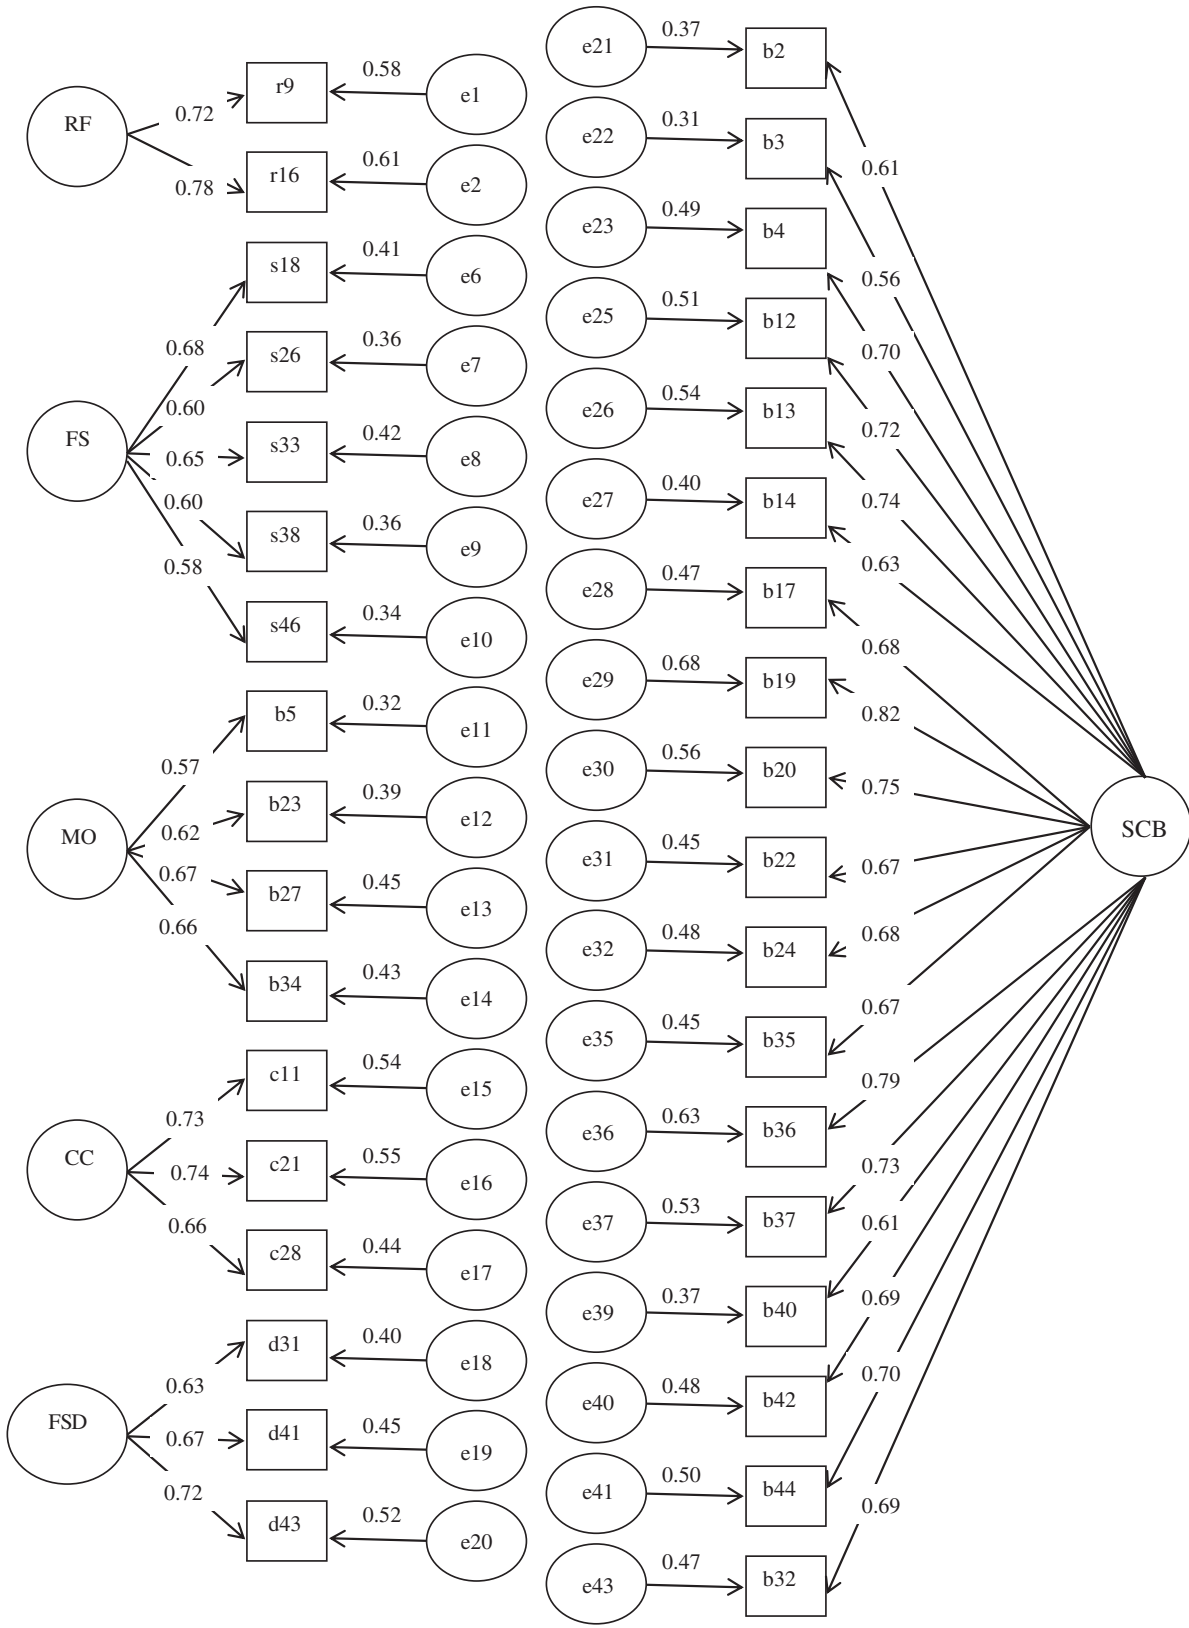 RF
0.72
0.78
r9
0.58
e1
r16
0.61
e2
FS
0.68
0.60
0.65
0.60
0.58
s18
0.41
e6
s26
0.36
e7
s33
0.42
e8
s38
0.36
e9
s46
0.34
e10
MO
0.57
0.62
0.67
0.66
b5
0.32
e11
b23
0.39
e12
b27
0.45
e13
b34
0.43
e14
CC
0.73
0.74
0.66
c11
0.54
e15
c21
0.55
e16
c28
0.44
e17
FSD
0.63
0.67
0.72
d31
0.40
e18
d41
0.45
e19
d43
0.52
e20
e21
0.37
b2
0.61
e22
0.31
b3
0.56
e23
0.49
b4
0.70
e25
0.51
b12
0.72
e26
0.54
b13
0.74
e27
0.40
b14
0.63
e28
0.47
b17
0.68
e29
0.68
b19
0.82
e30
0.56
b20
0.75
e31
0.45
b22
0.67
e32
0.48
b24
0.68
e35
0.45
b35
0.67
e36
0.63
b36
0.79
e37
0.53
b37
0.73
e39
0.37
b40
0.61
e40
0.48
b42
0.69
e41
0.50
b44
0.70
e43
0.47
b32
0.69
SCB